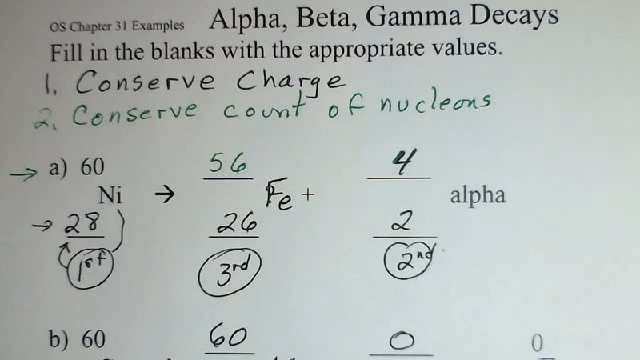 OS Chapter 31 Examples Alpha, Beta, Gamma Decays
Fill in the blanks with the appropriate values.
1. Conserve Charge
2. Conserve count of nucleons
→ a) 60 56 4
Ni → Fe + alpha
→ 28 26 2
1st 3rd 2nd
b) 60 60 0 0